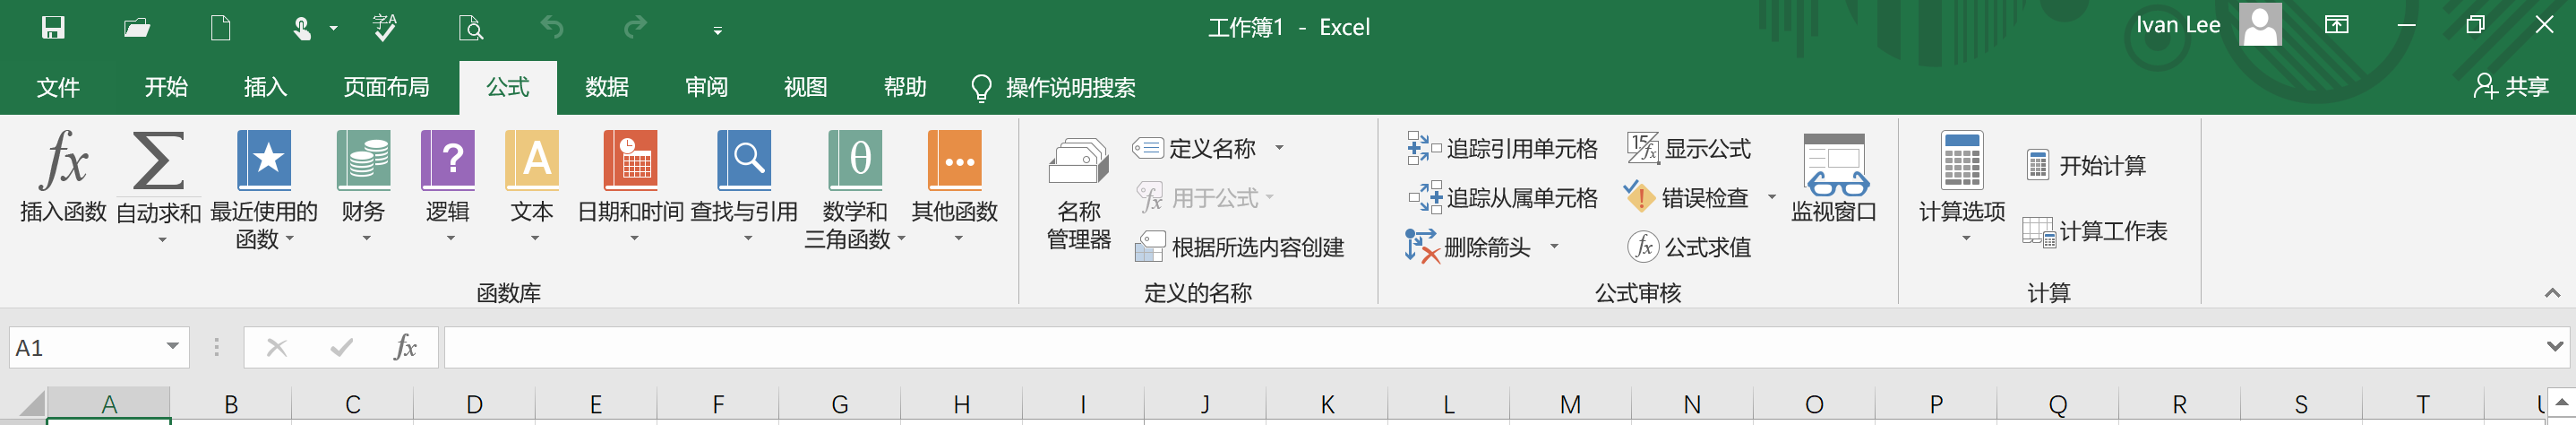 工作簿1 - Excel
Ivan Lee
文件 开始 插入 页面布局 公式 数据 审阅 视图 帮助 操作说明搜索 共享
插入函数
自动求和
最近使用的
函数
财务
逻辑
文本
日期和时间
查找与引用
数学和
三角函数
其他函数
函数库
名称
管理器
定义名称
用于公式
根据所选内容创建
定义的名称
追踪引用单元格
追踪从属单元格
删除箭头
显示公式
错误检查
公式求值
监视窗口
公式审核
计算选项
开始计算
计算工作表
计算
A1
fx
A B C D E F G H I J K L M N O P Q R S T